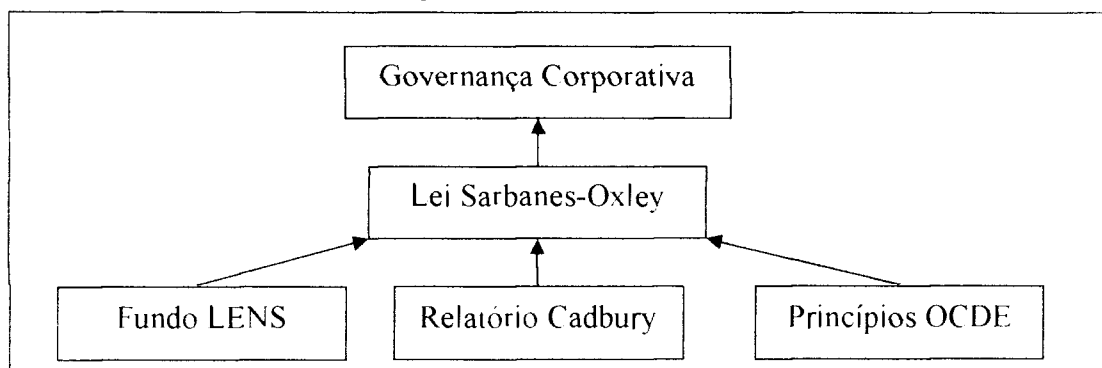 Governança Corporativa
Lei Sarbanes-Oxley
Fundo LENS
Relatório Cadbury
Princípios OCDE